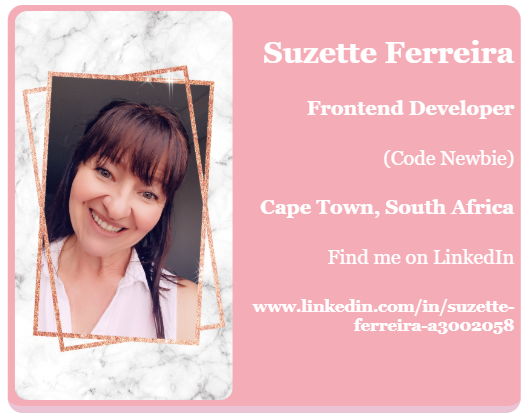 Suzette Ferreira
Frontend Developer
(Code Newbie)
Cape Town, South Africa
Find me on LinkedIn
www.linkedin.com/in/suzette-
ferreira-a3002058